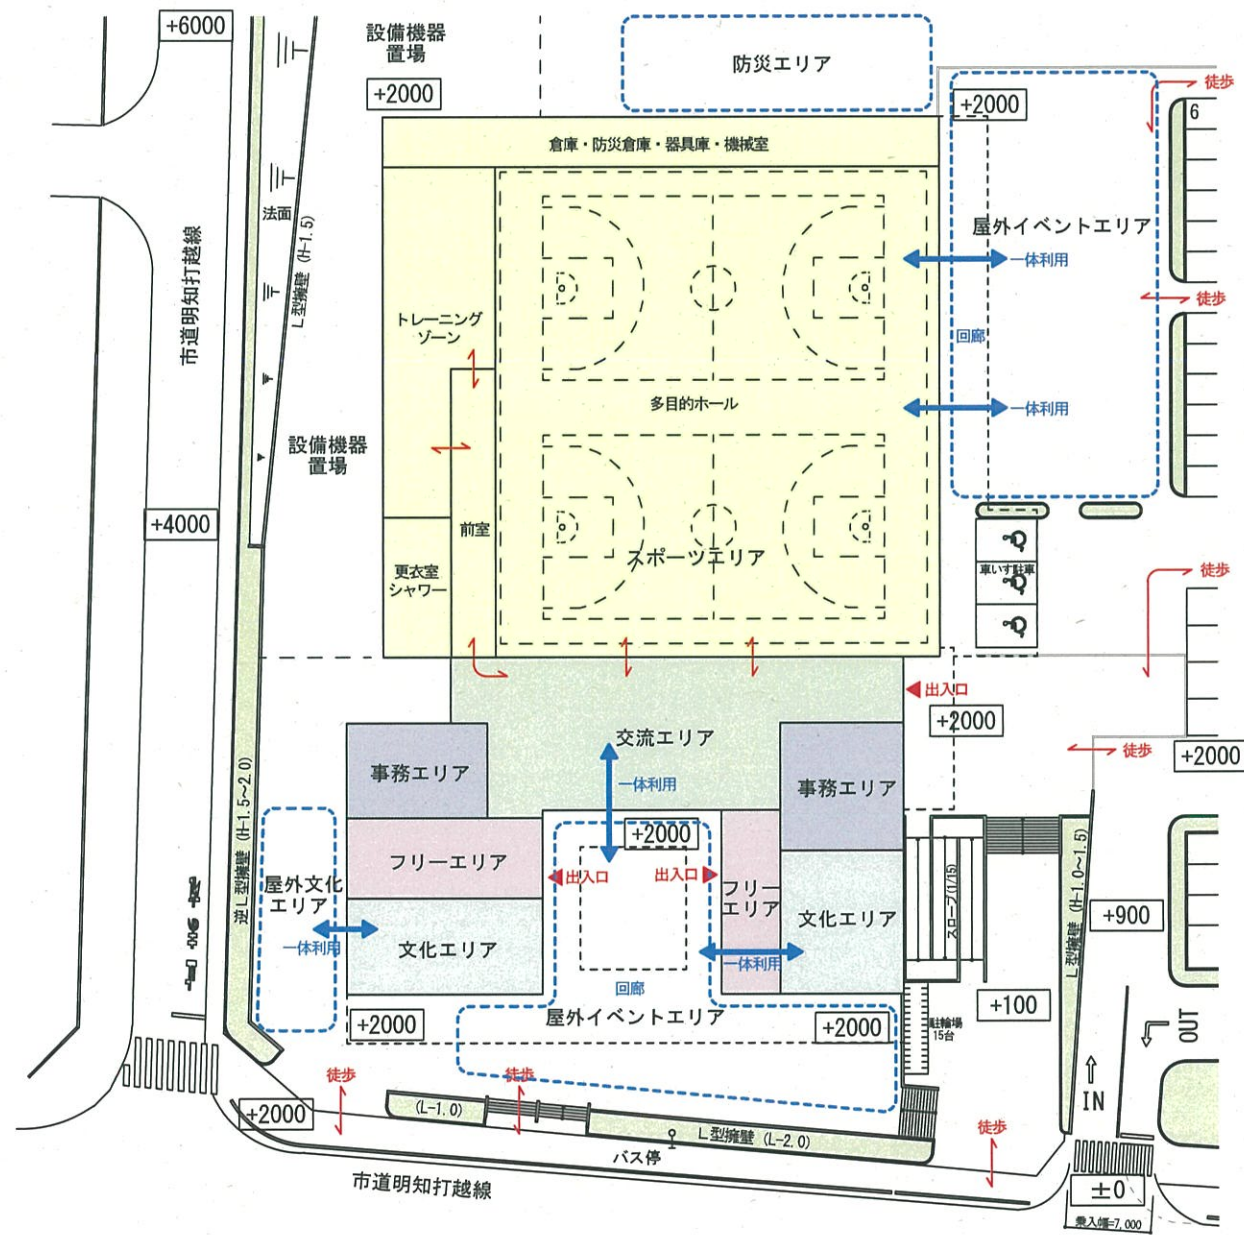 +6000
設備機器
置場
+2000
防災エリア
+2000
徒歩
6
倉庫・防災倉庫・器具庫・機械室
法面
L型擁壁 (H-1.5)
市道明知打越線
屋外イベントエリア
一体利用
徒歩
トレーニング
ゾーン
回廊
多目的ホール
一体利用
設備機器
置場
+4000
前室
スポーツエリア
更衣室
シャワー
車いす駐車
徒歩
出入口
+2000
交流エリア
徒歩
+2000
事務エリア
一体利用
事務エリア
逆L型擁壁 (H-1.5~2.0)
+2000
フリーエリア
出入口
出入口
フリー
エリア
屋外文化
エリア
文化エリア
スロープ(1/15)
L型擁壁 (H-1.0~1.5)
+900
一体利用
文化エリア
一体利用
回廊
+100
屋外イベントエリア
+2000
+2000
駐輪場
15台
OUT
IN
徒歩
徒歩
+2000
(L-1.0)
L型擁壁 (L-2.0)
徒歩
バス停
市道明知打越線
±0
乗入幅=7,000